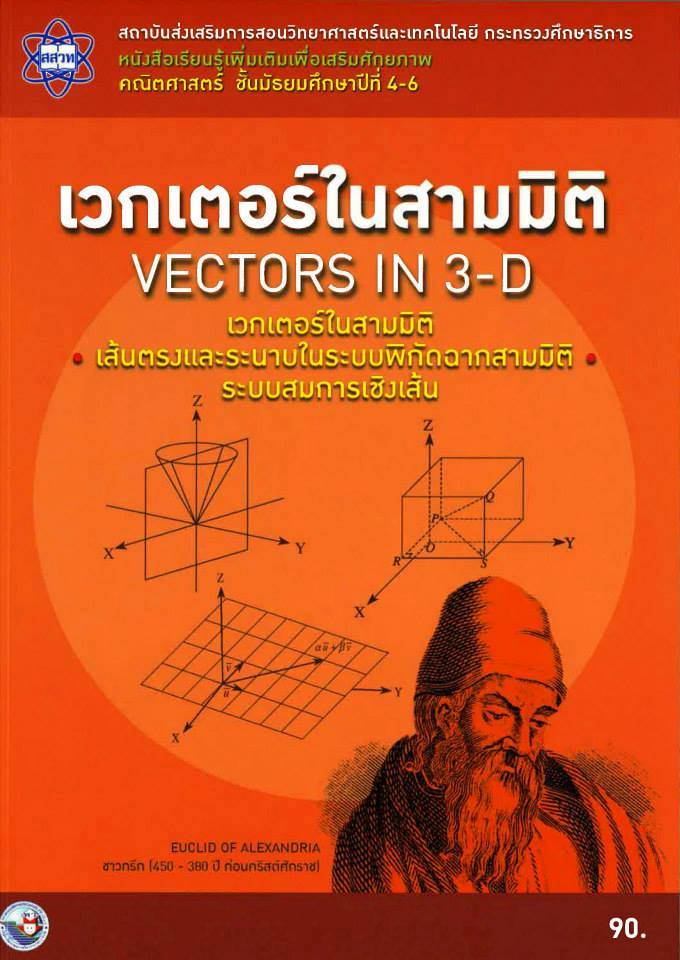 สสวท
สถาบันส่งเสริมการสอนวิทยาศาสตร์และเทคโนโลยี กระทรวงศึกษาธิการ
หนังสือเรียนรู้เพิ่มเติมเพื่อเสริมศักยภาพ
คณิตศาสตร์ ชั้นมัธยมศึกษาปีที่ 4-6
เวกเตอร์ในสามมิติ
VECTORS IN 3-D
เวกเตอร์ในสามมิติ
• เส้นตรงและระนาบในระบบพิกัดฉากสามมิติ •
ระบบสมการเชิงเส้น
Z
X
Y
Z
Q
P
O
Y
R
S
X
Z
αū + βv̄
v̄
ū
Y
X
EUCLID OF ALEXANDRIA
ชาวกรีก (450 - 380 ปี ก่อนคริสต์ศักราช)
90.